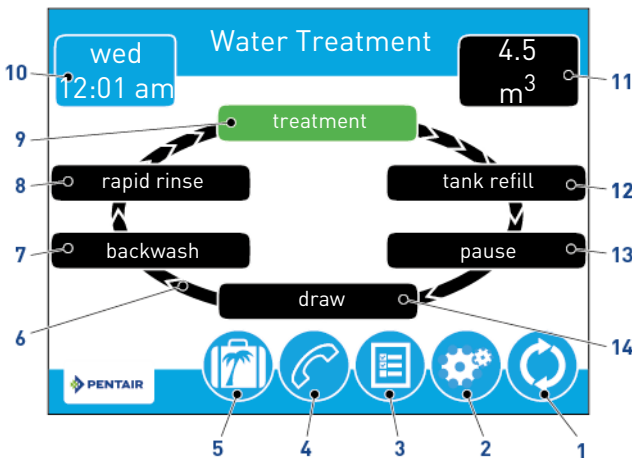 Water Treatment
wed
12:01 am
4.5
m³
10
11
9
treatment
8
rapid rinse
tank refill
12
7
backwash
pause
13
6
draw
14
PENTAIR
5
4
3
2
1